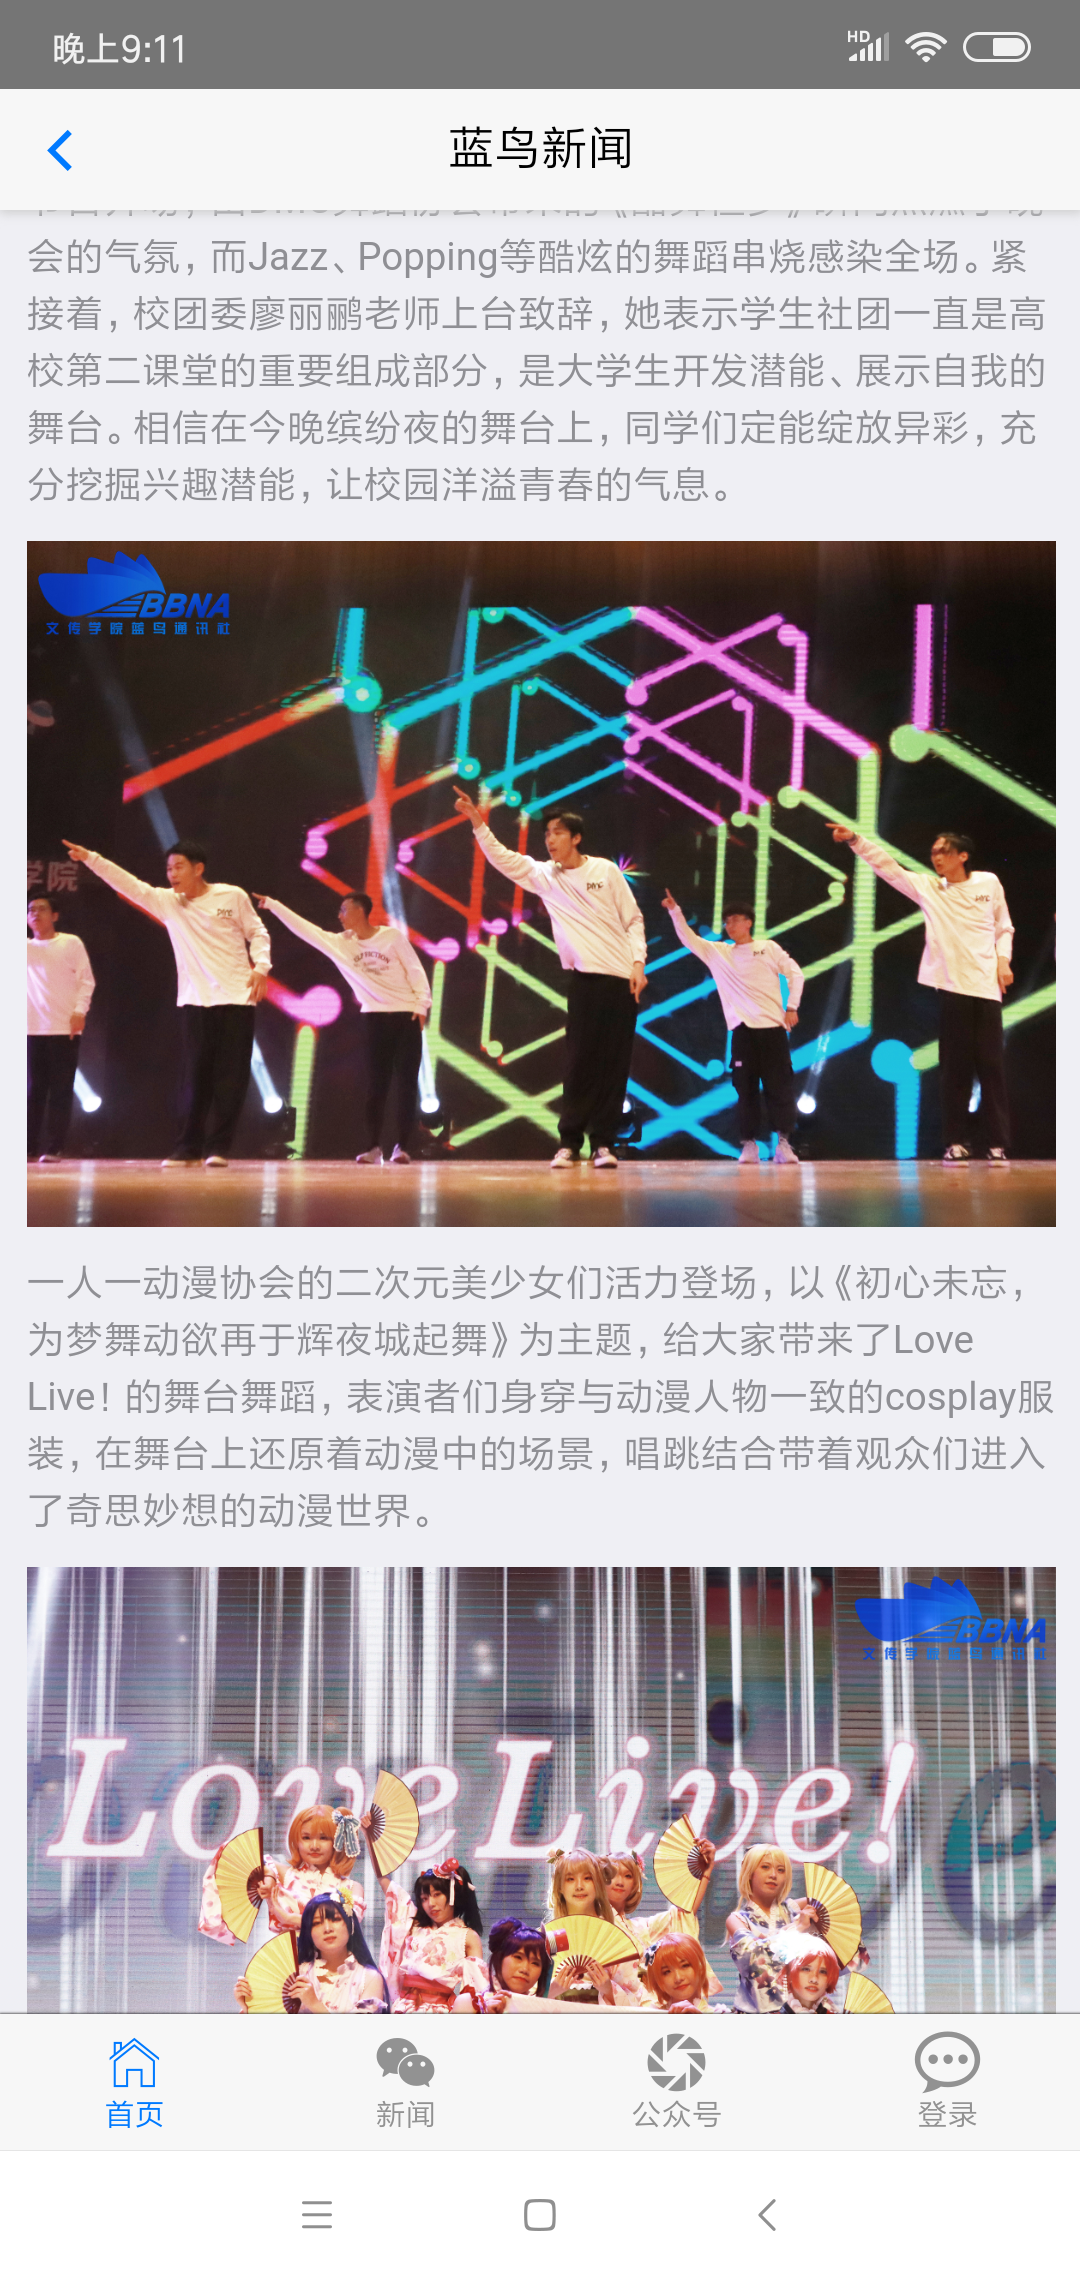 晚上9:11
HD
蓝鸟新闻
会的气氛，而Jazz、Popping等酷炫的舞蹈串烧感染全场。紧
接着，校团委廖丽鹂老师上台致辞，她表示学生社团一直是高
校第二课堂的重要组成部分，是大学生开发潜能、展示自我的
舞台。相信在今晚缤纷夜的舞台上，同学们定能绽放异彩，充
分挖掘兴趣潜能，让校园洋溢青春的气息。
BBNA
文传学院蓝鸟通讯社
学院
一人一动漫协会的二次元美少女们活力登场，以《初心未忘，
为梦舞动欲再于辉夜城起舞》为主题，给大家带来了Love
Live！的舞台舞蹈，表演者们身穿与动漫人物一致的cosplay服
装，在舞台上还原着动漫中的场景，唱跳结合带着观众们进入
了奇思妙想的动漫世界。
BBNA
文传学院蓝鸟通讯社
LoveLive!
首页
新闻
公众号
登录